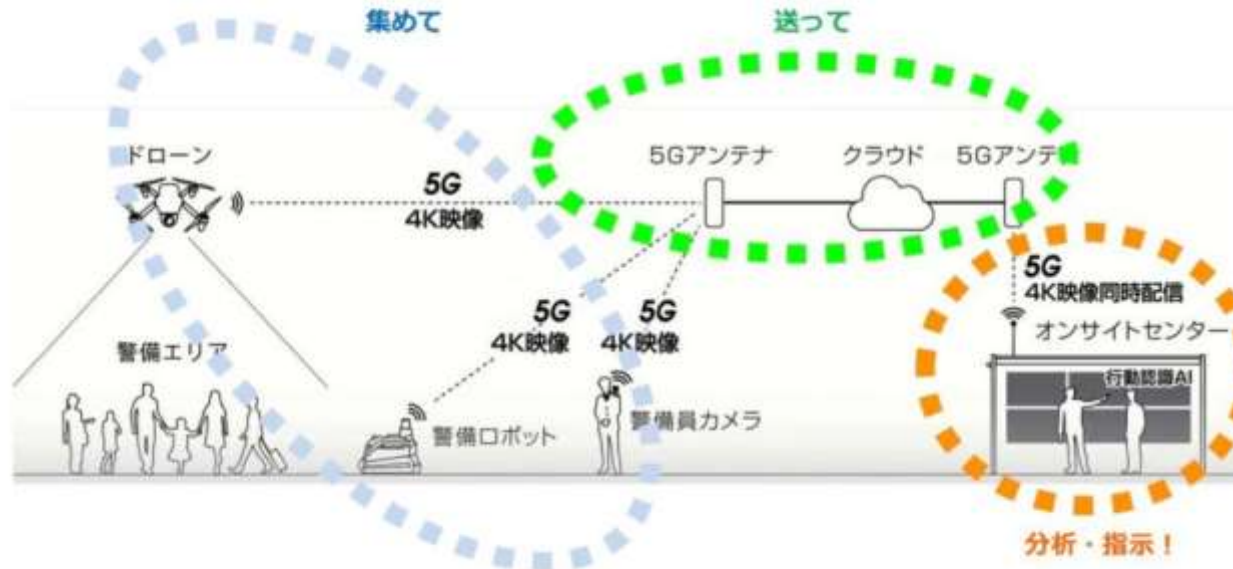 集めて
送って
ドローン
5Gアンテナ
クラウド
5Gアンテ
5G
4K映像
5G
4K映像同時配信
5G
4K映像
5G
4K映像
オンサイトセンター
警備エリア
行動認識AI
警備ロボット
警備員カメラ
分析・指示！